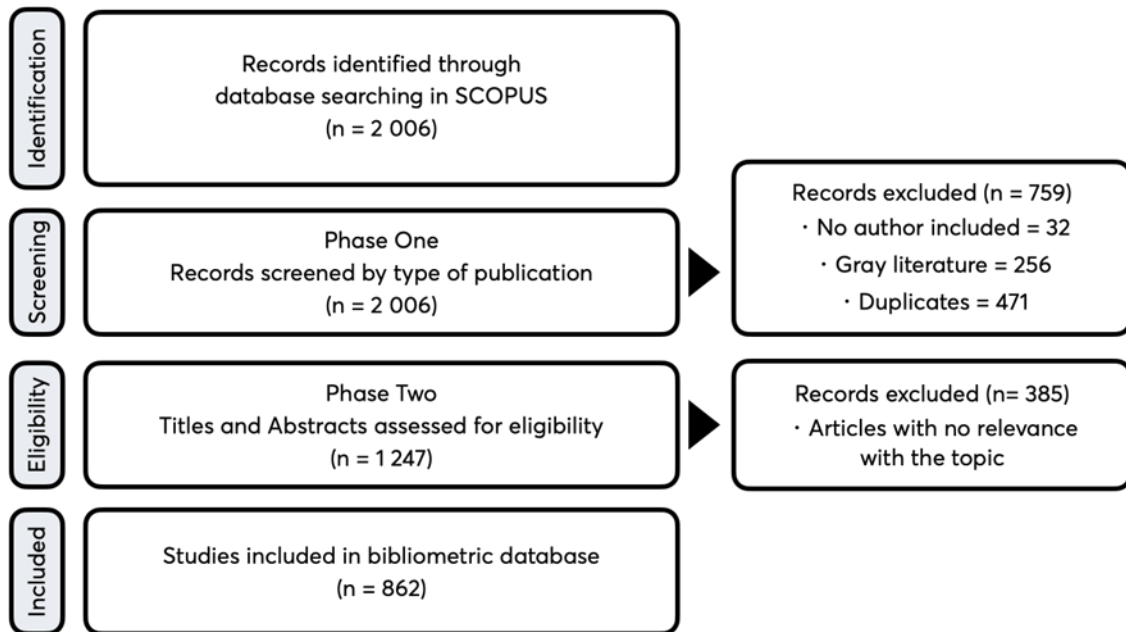 Identification
Records identified through
database searching in SCOPUS
(n = 2 006)
Screening
Phase One
Records screened by type of publication
(n = 2 006)
Records excluded (n = 759)
· No author included = 32
· Gray literature = 256
· Duplicates = 471
Eligibility
Phase Two
Titles and Abstracts assessed for eligibility
(n = 1 247)
Records excluded (n= 385)
· Articles with no relevance
with the topic
Included
Studies included in bibliometric database
(n = 862)